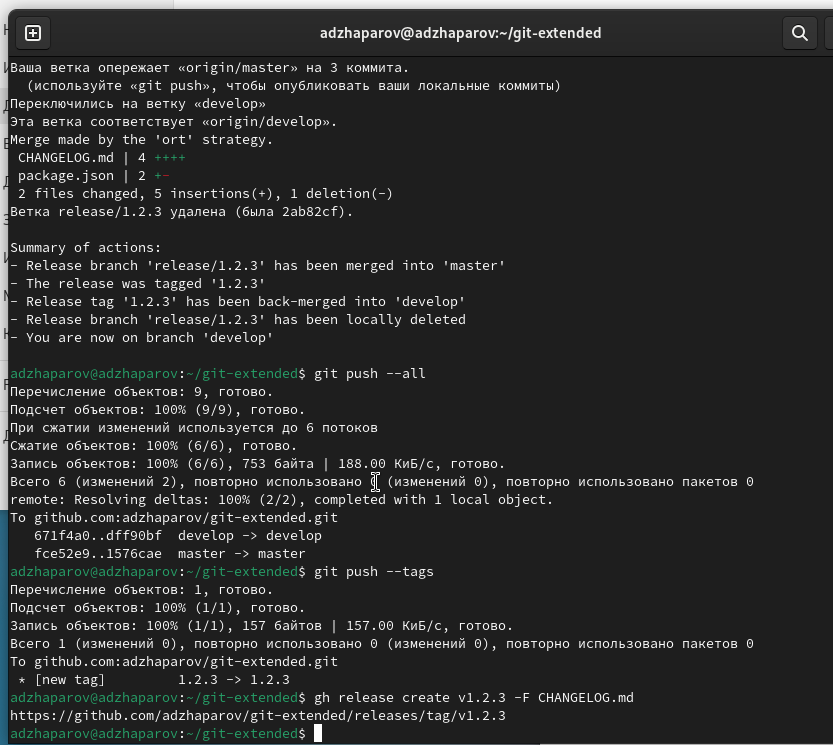 adzhaparov@adzhaparov:~/git-extended
Ваша ветка опережает «origin/master» на 3 коммита.
(используйте «git push», чтобы опубликовать ваши локальные коммиты)
Переключились на ветку «develop»
Эта ветка соответствует «origin/develop».
Merge made by the 'ort' strategy.
CHANGELOG.md | 4 ++++
package.json | 2 +-
2 files changed, 5 insertions(+), 1 deletion(-)
Ветка release/1.2.3 удалена (была 2ab82cf).
Summary of actions:
- Release branch 'release/1.2.3' has been merged into 'master'
- The release was tagged '1.2.3'
- Release tag '1.2.3' has been back-merged into 'develop'
- Release branch 'release/1.2.3' has been locally deleted
- You are now on branch 'develop'
adzhaparov@adzhaparov:~/git-extended$ git push --all
Перечисление объектов: 9, готово.
Подсчет объектов: 100% (9/9), готово.
При сжатии изменений используется до 6 потоков
Сжатие объектов: 100% (6/6), готово.
Запись объектов: 100% (6/6), 753 байта | 188.00 КиБ/с, готово.
Всего 6 (изменений 2), повторно использовано 0 (изменений 0), повторно использовано пакетов 0
remote: Resolving deltas: 100% (2/2), completed with 1 local object.
To github.com:adzhaparov/git-extended.git
671f4a0..dff90bf  develop -> develop
fce52e9..1576cae  master -> master
adzhaparov@adzhaparov:~/git-extended$ git push --tags
Перечисление объектов: 1, готово.
Подсчет объектов: 100% (1/1), готово.
Запись объектов: 100% (1/1), 157 байтов | 157.00 КиБ/с, готово.
Всего 1 (изменений 0), повторно использовано 0 (изменений 0), повторно использовано пакетов 0
To github.com:adzhaparov/git-extended.git
* [new tag]         1.2.3 -> 1.2.3
adzhaparov@adzhaparov:~/git-extended$ gh release create v1.2.3 -F CHANGELOG.md
https://github.com/adzhaparov/git-extended/releases/tag/v1.2.3
adzhaparov@adzhaparov:~/git-extended$